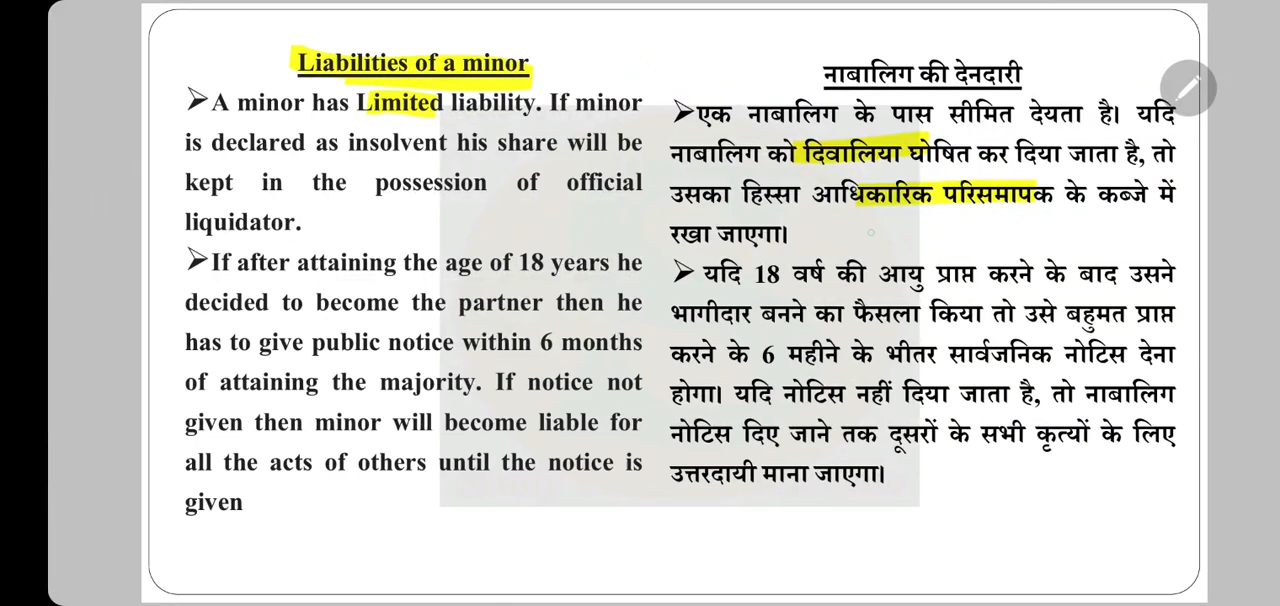 Liabilities of a minor
➢A minor has Limited liability. If minor
is declared as insolvent his share will be
kept in the possession of official
liquidator.
➢If after attaining the age of 18 years he
decided to become the partner then he
has to give public notice within 6 months
of attaining the majority. If notice not
given then minor will become liable for
all the acts of others until the notice is
given
नाबालिग की देनदारी
➢एक नाबालिग के पास सीमित देयता है। यदि
नाबालिग को दिवालिया घोषित कर दिया जाता है, तो
उसका हिस्सा आधिकारिक परिसमापक के कब्जे में
रखा जाएगा।
➢ यदि 18 वर्ष की आयु प्राप्त करने के बाद उसने
भागीदार बनने का फैसला किया तो उसे बहुमत प्राप्त
करने के 6 महीने के भीतर सार्वजनिक नोटिस देना
होगा। यदि नोटिस नहीं दिया जाता है, तो नाबालिग
नोटिस दिए जाने तक दूसरों के सभी कृत्यों के लिए
उत्तरदायी माना जाएगा।